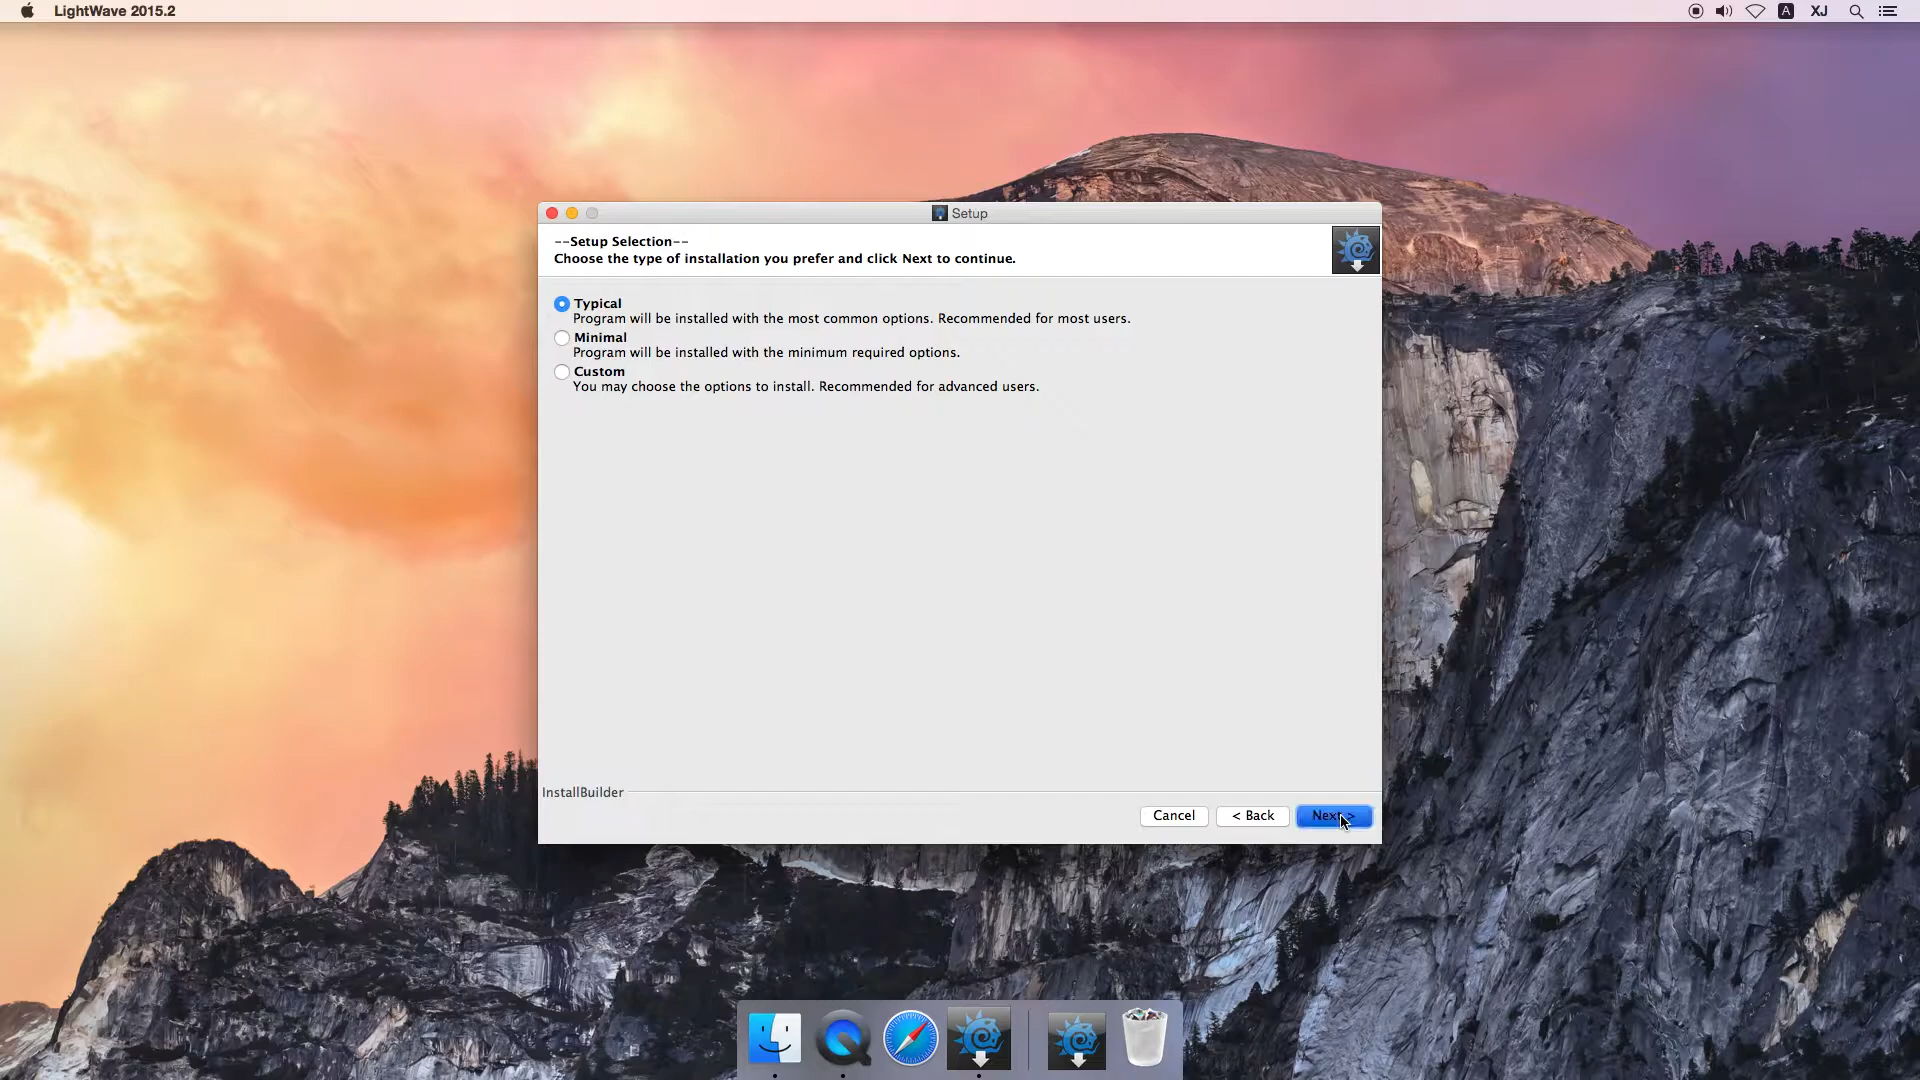 LightWave 2015.2
A
XJ
Setup
--Setup Selection--
Choose the type of installation you prefer and click Next to continue.
Typical
Program will be installed with the most common options. Recommended for most users.
Minimal
Program will be installed with the minimum required options.
Custom
You may choose the options to install. Recommended for advanced users.
InstallBuilder
Cancel
< Back
Next >